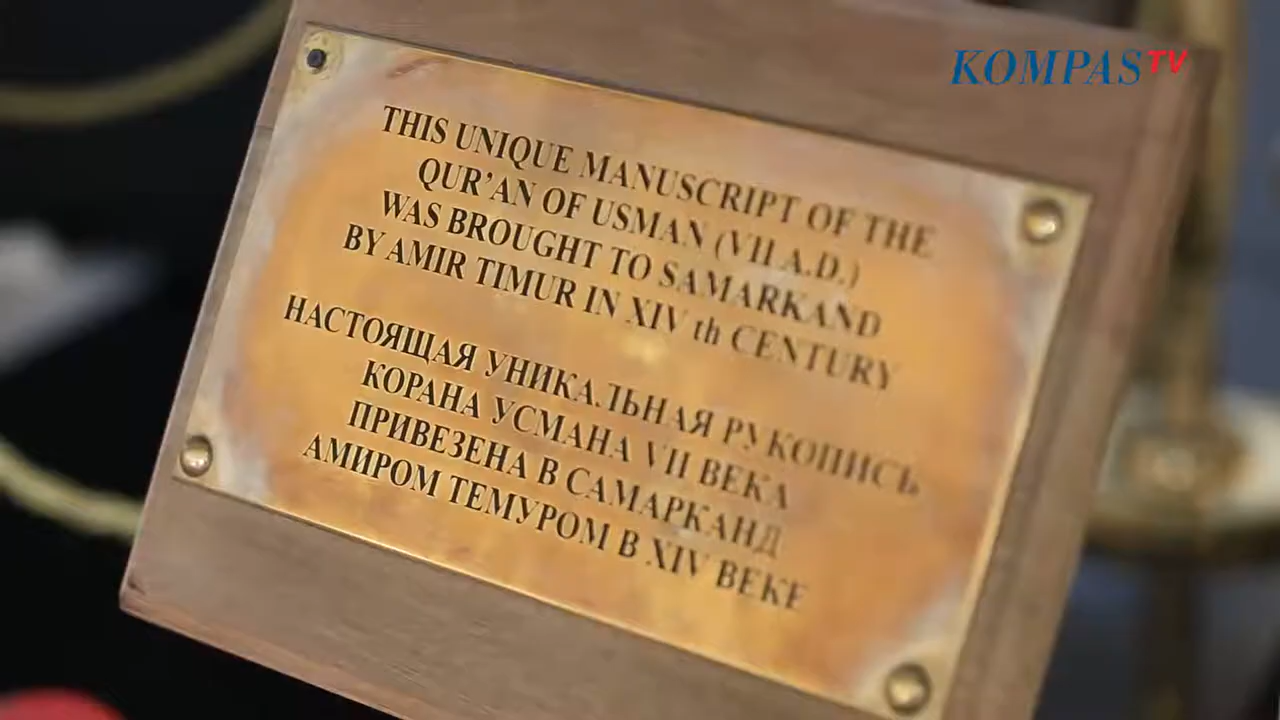 KOMPASTV
THIS UNIQUE MANUSCRIPT OF THE
QUR'AN OF USMAN (VII A.D.)
WAS BROUGHT TO SAMARKAND
BY AMIR TIMUR IN XIV th CENTURY
НАСТОЯЩАЯ УНИКАЛЬНАЯ РУКОПИСЬ
КОРАНА УСМАНА VII ВЕКА
ПРИВЕЗЕНА В САМАРКАНД
АМИРОМ ТЕМУРОМ В XIV ВЕКЕ